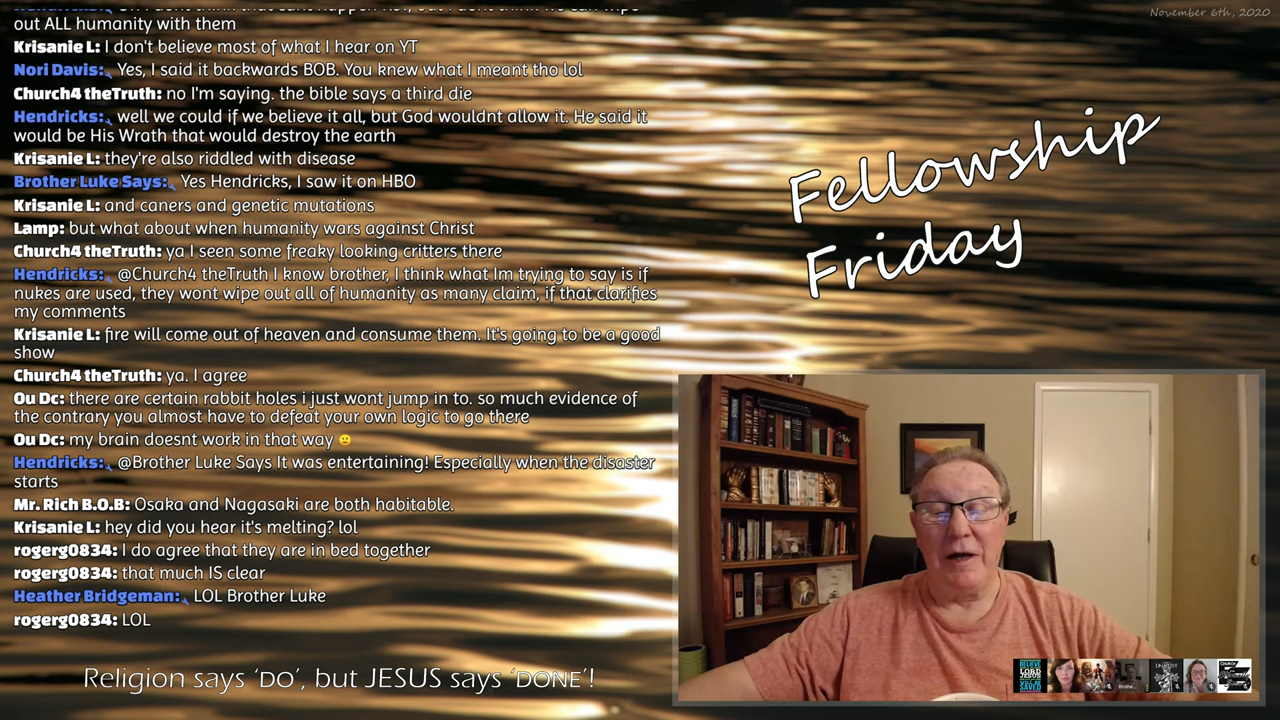 November 6th, 2020
out ALL humanity with them
Krisanie L: I don't believe most of what I hear on YT
Nori Davis: Yes, I said it backwards BOB. You knew what I meant tho lol
Church4 theTruth: no I'm saying. the bible says a third die
Hendricks: well we could if we believe it all, but God wouldnt allow it. He said it
would be His Wrath that would destroy the earth
Krisanie L: they're also riddled with disease
Brother Luke Says: Yes Hendricks, I saw it on HBO
Krisanie L: and caners and genetic mutations
Lamp: but what about when humanity wars against Christ
Church4 theTruth: ya I seen some freaky looking critters there
Hendricks: @Church4 theTruth I know brother, I think what Im trying to say is if
nukes are used, they wont wipe out all of humanity as many claim, if that clarifies
my comments
Krisanie L: fire will come out of heaven and consume them. It's going to be a good
show
Church4 theTruth: ya. I agree
Ou Dc: there are certain rabbit holes i just wont jump in to. so much evidence of
the contrary you almost have to defeat your own logic to go there
Ou Dc: my brain doesnt work in that way 🙂
Hendricks: @Brother Luke Says It was entertaining! Especially when the disaster
starts
Mr. Rich B.O.B: Osaka and Nagasaki are both habitable.
Krisanie L: hey did you hear it's melting? lol
rogerg0834: I do agree that they are in bed together
rogerg0834: that much IS clear
Heather Bridgeman: LOL Brother Luke
rogerg0834: LOL
Religion says 'DO', but JESUS says 'DONE'!
Fellowship
Friday
BELIEVE
LORD
JESUS
SAVED
Brothe...
CHURCH